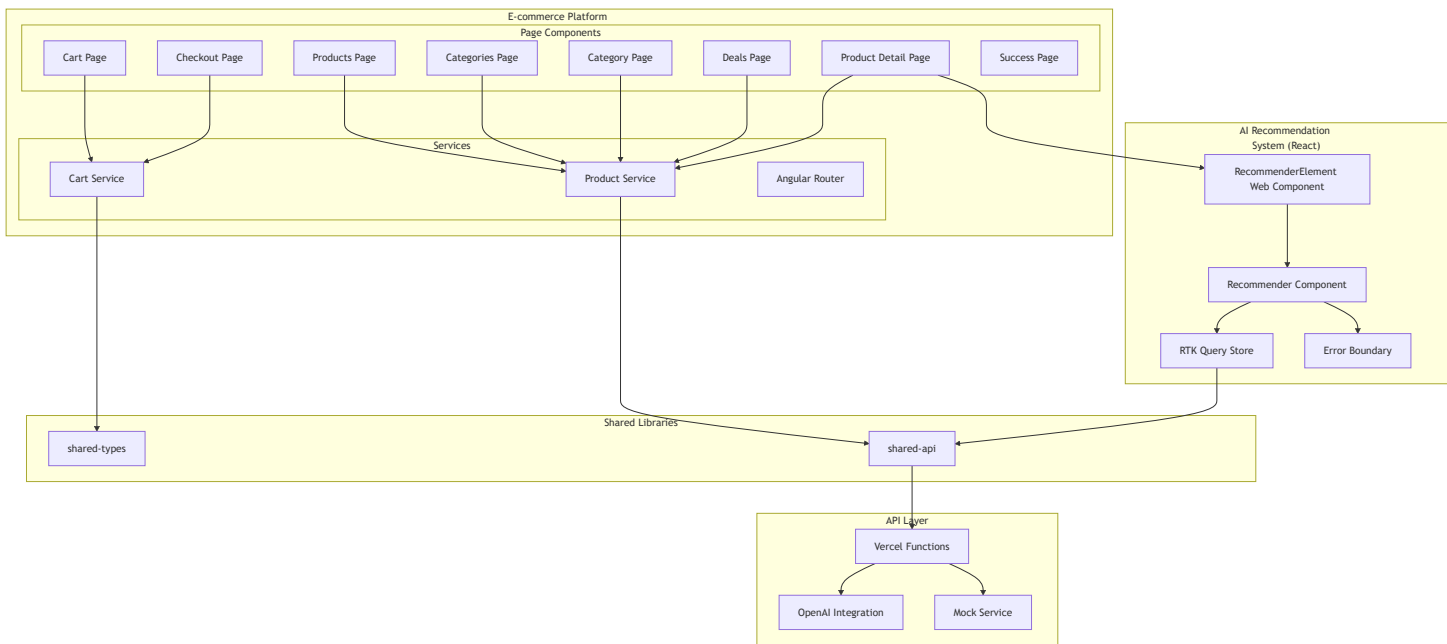 E-commerce Platform
Page Components
Cart Page
Checkout Page
Products Page
Categories Page
Category Page
Deals Page
Product Detail Page
Success Page
Services
Cart Service
Product Service
Angular Router
AI Recommendation
System (React)
RecommenderElement
Web Component
Recommender Component
RTK Query Store
Error Boundary
Shared Libraries
shared-types
shared-api
API Layer
Vercel Functions
OpenAI Integration
Mock Service